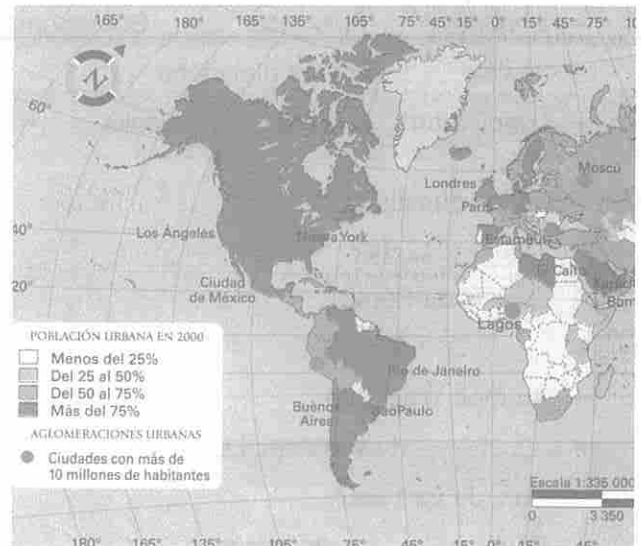 165° 180° 165° 135° 105° 75° 45° 15° 15° 45° 75°
60°
Moscú
Londres
París
40°
Los Ángeles
Nueva York
Estambul
20°
Ciudad
de México
El Cairo
Lagos
POBLACIÓN URBANA EN 2000
Menos del 25%
Del 25 al 50%
Del 50 al 75%
Más del 75%
Río de Janeiro
Buenos
Aires
Sao Paulo
AGLOMERACIONES URBANAS
Ciudades con más de
10 millones de habitantes
Escala 1:335 000
0 3 350
180° 165° 135° 105° 75° 45° 15° 0° 15° 45°